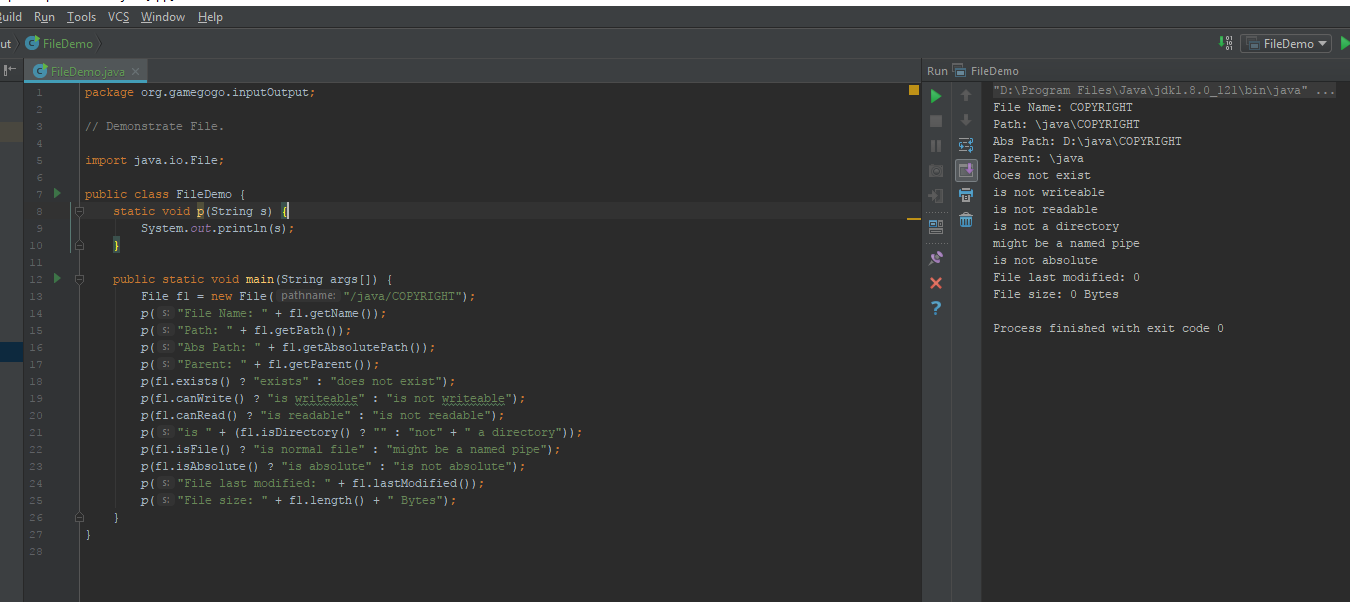 Build Run Tools VCS Window Help
ut FileDemo
FileDemo
FileDemo.java
Run FileDemo
1 package org.gamegogo.inputOutput;
2
3 // Demonstrate File.
4
5 import java.io.File;
6
7 public class FileDemo {
8 static void p(String s) {
9 System.out.println(s);
10 }
11
12 public static void main(String args[]) {
13 File f1 = new File( pathname: "/java/COPYRIGHT");
14 p( s: "File Name: " + f1.getName());
15 p( s: "Path: " + f1.getPath());
16 p( s: "Abs Path: " + f1.getAbsolutePath());
17 p( s: "Parent: " + f1.getParent());
18 p(f1.exists() ? "exists" : "does not exist");
19 p(f1.canWrite() ? "is writeable" : "is not writeable");
20 p(f1.canRead() ? "is readable" : "is not readable");
21 p( s: "is " + (f1.isDirectory() ? "" : "not" + " a directory"));
22 p(f1.isFile() ? "is normal file" : "might be a named pipe");
23 p(f1.isAbsolute() ? "is absolute" : "is not absolute");
24 p( s: "File last modified: " + f1.lastModified());
25 p( s: "File size: " + f1.length() + " Bytes");
26 }
27 }
28
"D:\Program Files\Java\jdk1.8.0_121\bin\java" ...
File Name: COPYRIGHT
Path: \java\COPYRIGHT
Abs Path: D:\java\COPYRIGHT
Parent: \java
does not exist
is not writeable
is not readable
is not a directory
might be a named pipe
is not absolute
File last modified: 0
File size: 0 Bytes
Process finished with exit code 0